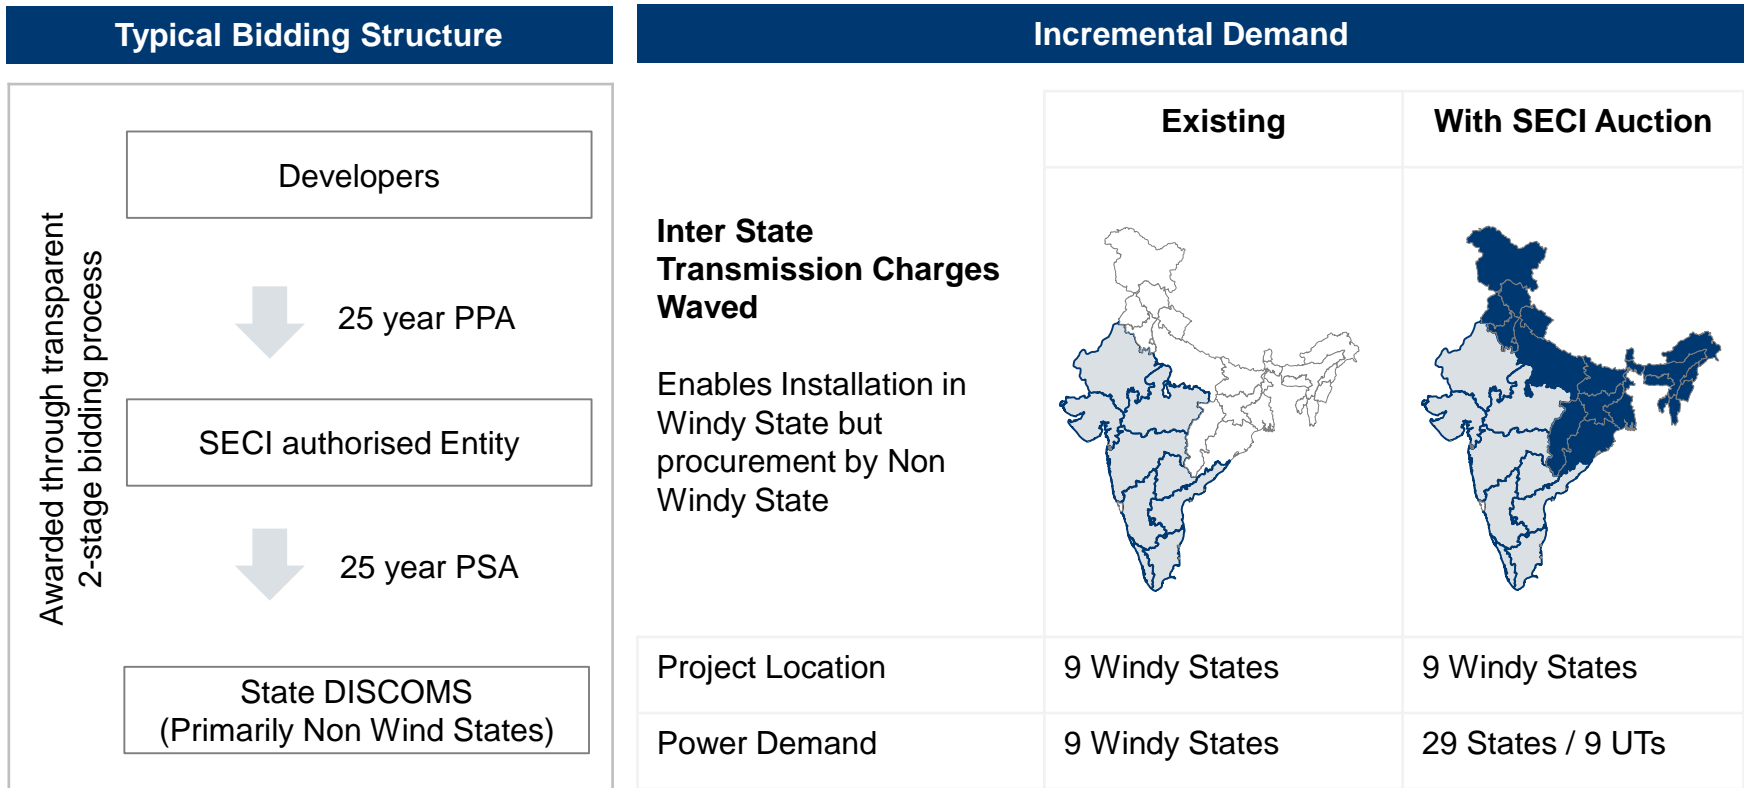 Typical Bidding Structure
Awarded through transparent
2-stage bidding process
Developers
25 year PPA
SECI authorised Entity
25 year PSA
State DISCOMS
(Primarily Non Wind States)
Incremental Demand
Existing
With SECI Auction
Inter State
Transmission Charges
Waved
Enables Installation in
Windy State but
procurement by Non
Windy State
Project Location
9 Windy States
9 Windy States
Power Demand
9 Windy States
29 States / 9 UTs